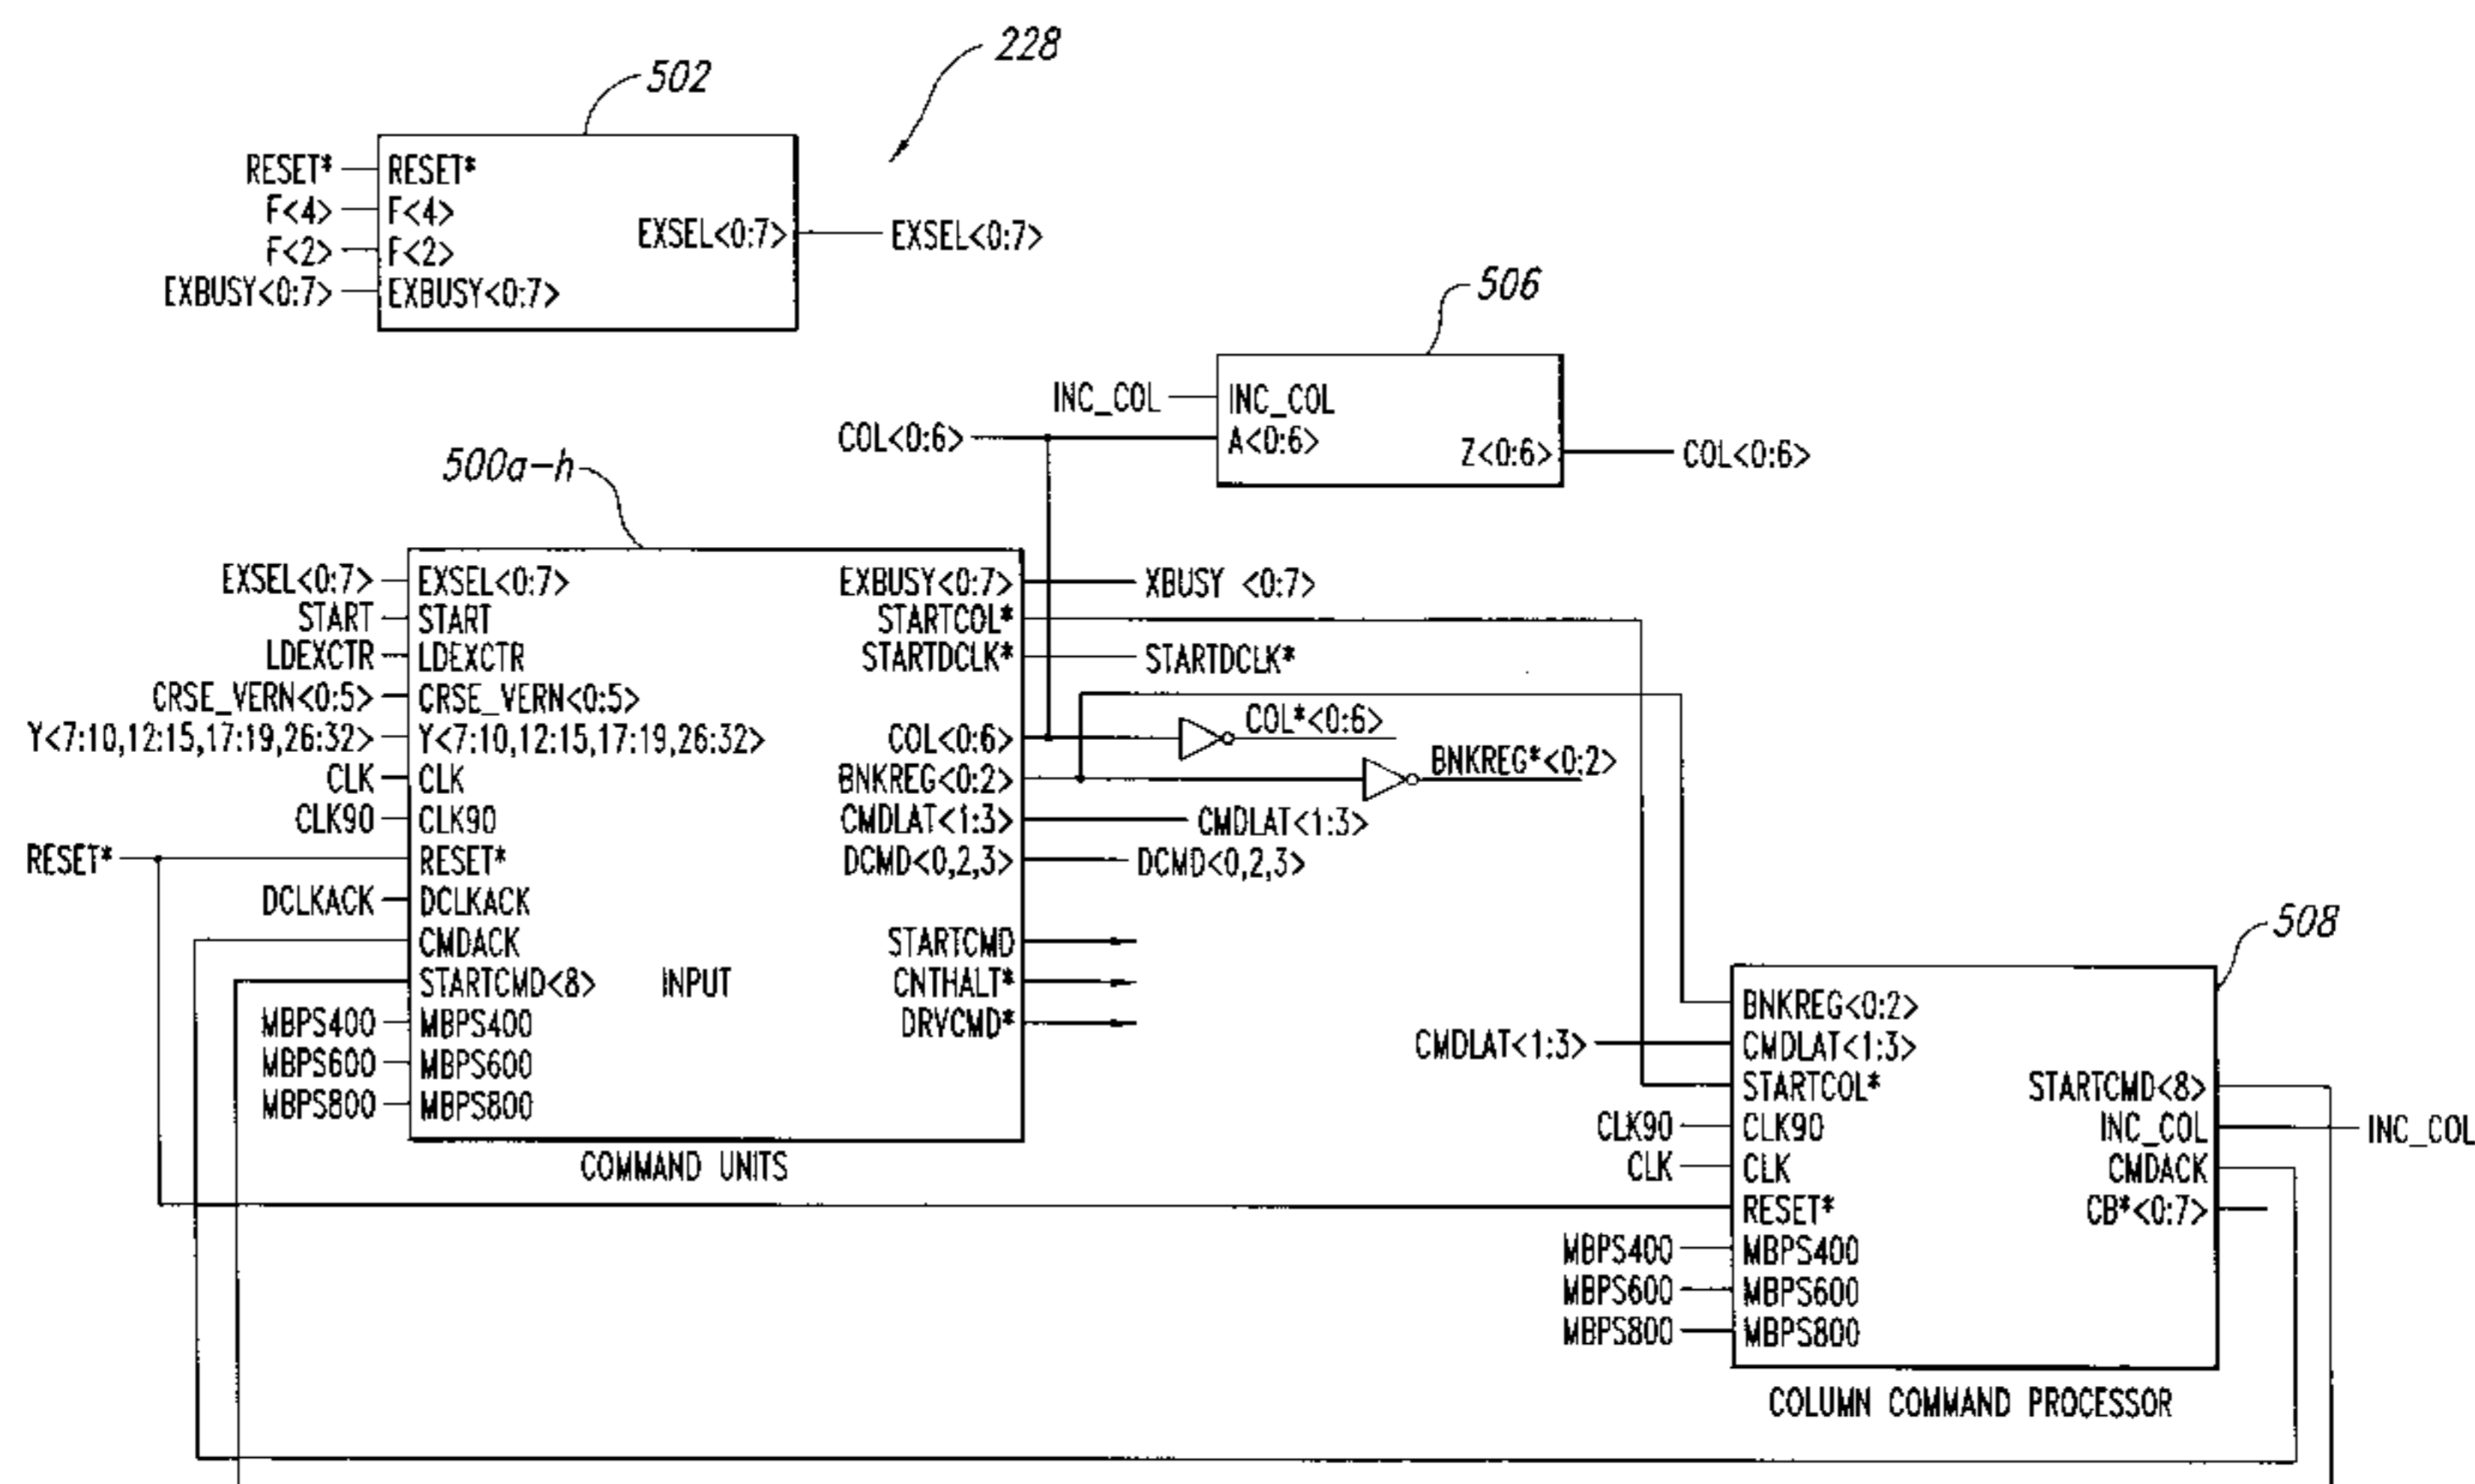 228
502
RESET* RESET*
F<4> F<4>
F<2> F<2>
EXSEL<0:7> EXSEL<0:7>
EXBUSY<0:7> EXBUSY<0:7>
506
INC_COL INC_COL
COL<0:6> A<0:6>
Z<0:6> COL<0:6>
500a-h
EXSEL<0:7> EXSEL<0:7> EXBUSY<0:7> XBUSY <0:7>
START START STARTCOL*
LDEXCTR LDEXCTR STARTDCLK* STARTDCLK*
CRSE_VERN<0:5> CRSE_VERN<0:5>
Y<7:10,12:15,17:19,26:32> Y<7:10,12:15,17:19,26:32> COL<0:6> COL*<0:6>
CLK CLK BNKREG<0:2> BNKREG*<0:2>
CLK90 CLK90 CMDLAT<1:3> CMDLAT<1:3>
RESET* RESET* DCMD<0,2,3> DCMD<0,2,3>
DCLKACK DCLKACK
CMDACK STARTCMD
STARTCMD<8> INPUT CNTHALT*
MBPS400 MBPS400 DRVCMD*
MBPS600 MBPS600
MBPS800 MBPS800
COMMAND UNITS
508
BNKREG<0:2>
CMDLAT<1:3> CMDLAT<1:3>
STARTCOL* STARTCMD<8>
CLK90 CLK90 INC_COL INC_COL
CLK CLK CMDACK
RESET* CB*<0:7>
MBPS400 MBPS400
MBPS600 MBPS600
MBPS800 MBPS800
COLUMN COMMAND PROCESSOR